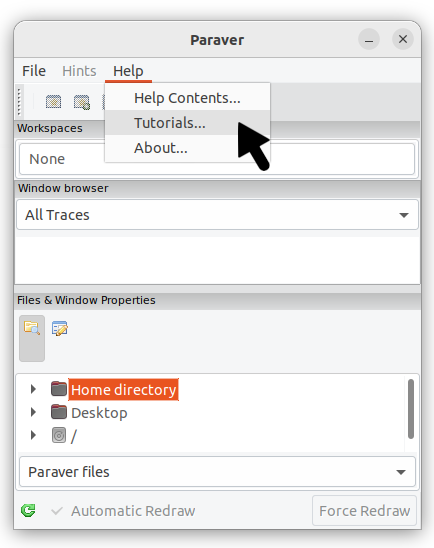 Paraver
File Hints Help
Help Contents...
Tutorials...
About...
Workspaces
None
Window browser
All Traces
Files & Window Properties
Home directory
Desktop
/
Paraver files
Automatic Redraw Force Redraw